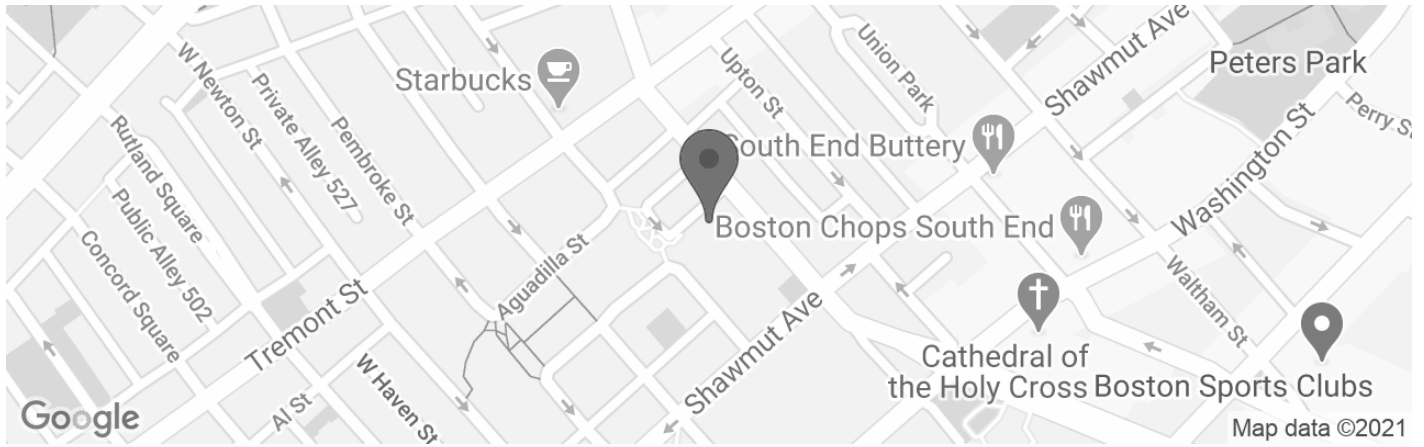 Starbucks
W Newton St
Private Alley 527
Pembroke St
Rutland Square
Public Alley 502
Concord Square
Tremont St
Aguadilla St
Al St
W Haven St
Upton St
Union Park
South End Buttery
Boston Chops South End
Shawmut Ave
Shawmut Ave
Peters Park
Perry St
Washington St
Waltham St
Cathedral of
the Holy Cross
Boston Sports Clubs
Google
Map data ©2021